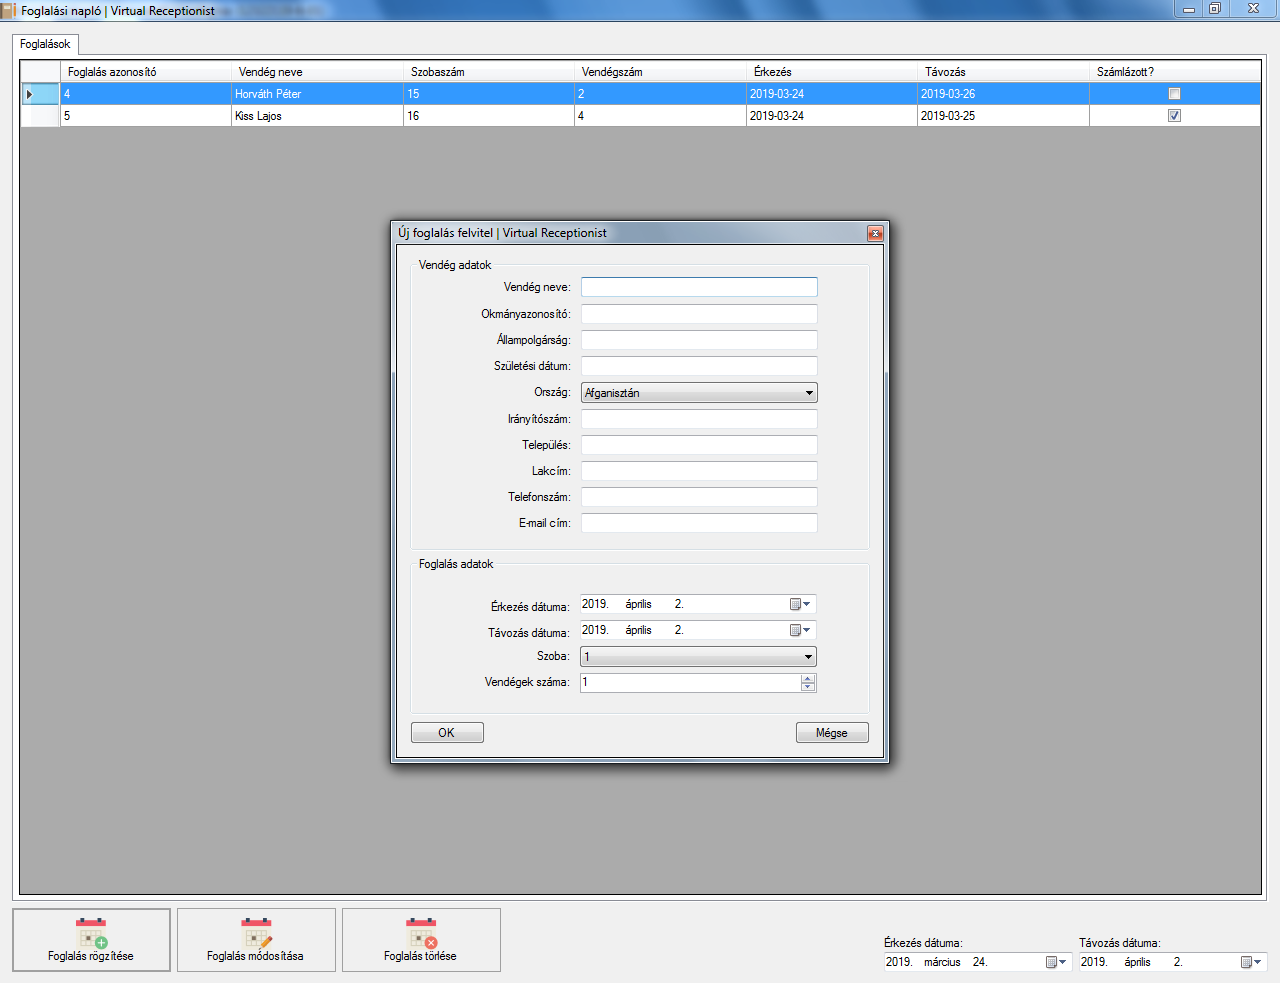 Foglalási napló | Virtual Receptionist
Foglalások
Foglalás azonosító Vendég neve Szobaszám Vendégszám Érkezés Távozás Számlázott?
4 Horváth Péter 15 2 2019-03-24 2019-03-26
5 Kiss Lajos 16 4 2019-03-24 2019-03-25
Új foglalás felvitel | Virtual Receptionist
Vendég adatok
Vendég neve:
Okmányazonosító:
Állampolgárság:
Születési dátum:
Ország: Afganisztán
Irányítószám:
Település:
Lakcím:
Telefonszám:
E-mail cím:
Foglalás adatok
Érkezés dátuma: 2019. április 2.
Távozás dátuma: 2019. április 2.
Szoba: 1
Vendégek száma: 1
OK Mégse
Foglalás rögzítése Foglalás módosítása Foglalás törlése
Érkezés dátuma: Távozás dátuma:
2019. március 24. 2019. április 2.